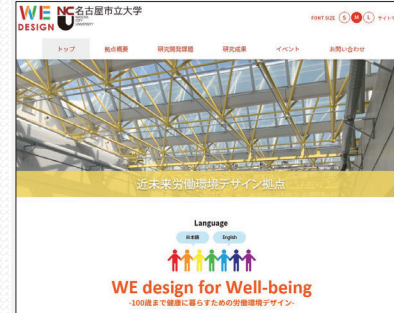 WE DESIGN
NCU 名古屋市立大学
NAGOYA CITY UNIVERSITY
FONT SIZE S M L サイト
トップ 拠点概要 研究開発課題 研究成果 イベント お問い合わせ
近未来労働環境デザイン拠点
Language
日本語 English
WE design for Well-being
-100歳まで健康に暮らすための労働環境デザイン-